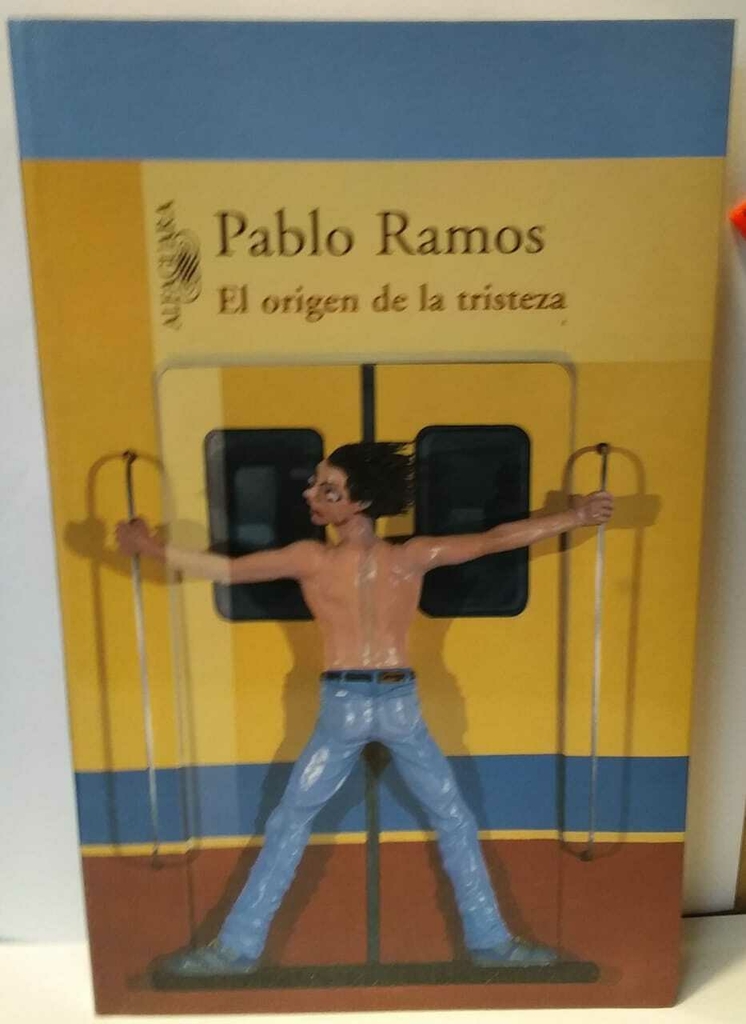 Pablo Ramos
El origen de la tristeza
ALFAGUARA